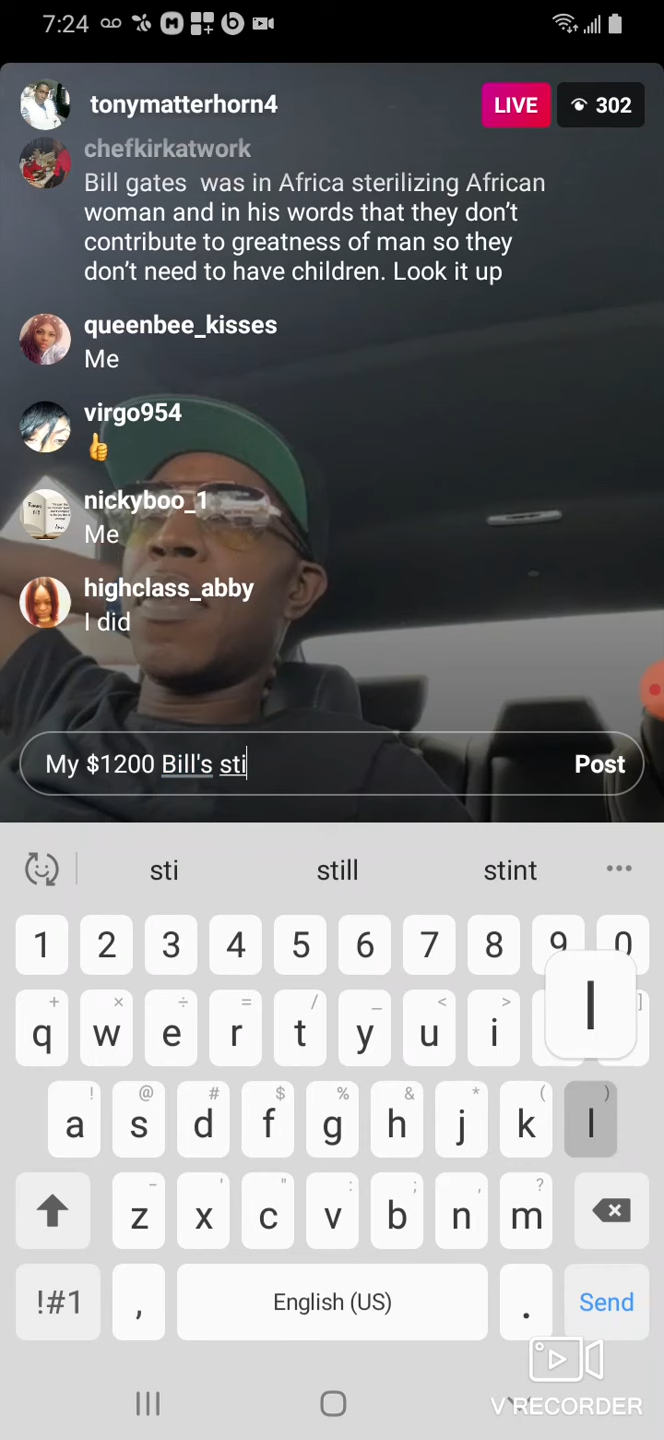 7:24
tonymatterhorn4
LIVE
302
chefkirkatwork
Bill gates  was in Africa sterilizing African
woman and in his words that they don’t
contribute to greatness of man so they
don’t need to have children. Look it up
queenbee_kisses
Me
virgo954
👍
nickyboo_1
Me
highclass_abby
I did
My $1200 Bill's sti
Post
sti still stint •••
1 2 3 4 5 6 7 8 9 0
+ × ÷ = / _ < > ]
q w e r t y u i l
! @ # $ % & * ( )
a s d f g h j k l
- ' " : ; , ?
z x c v b n m
!#1 , English (US) . Send
V RECORDER